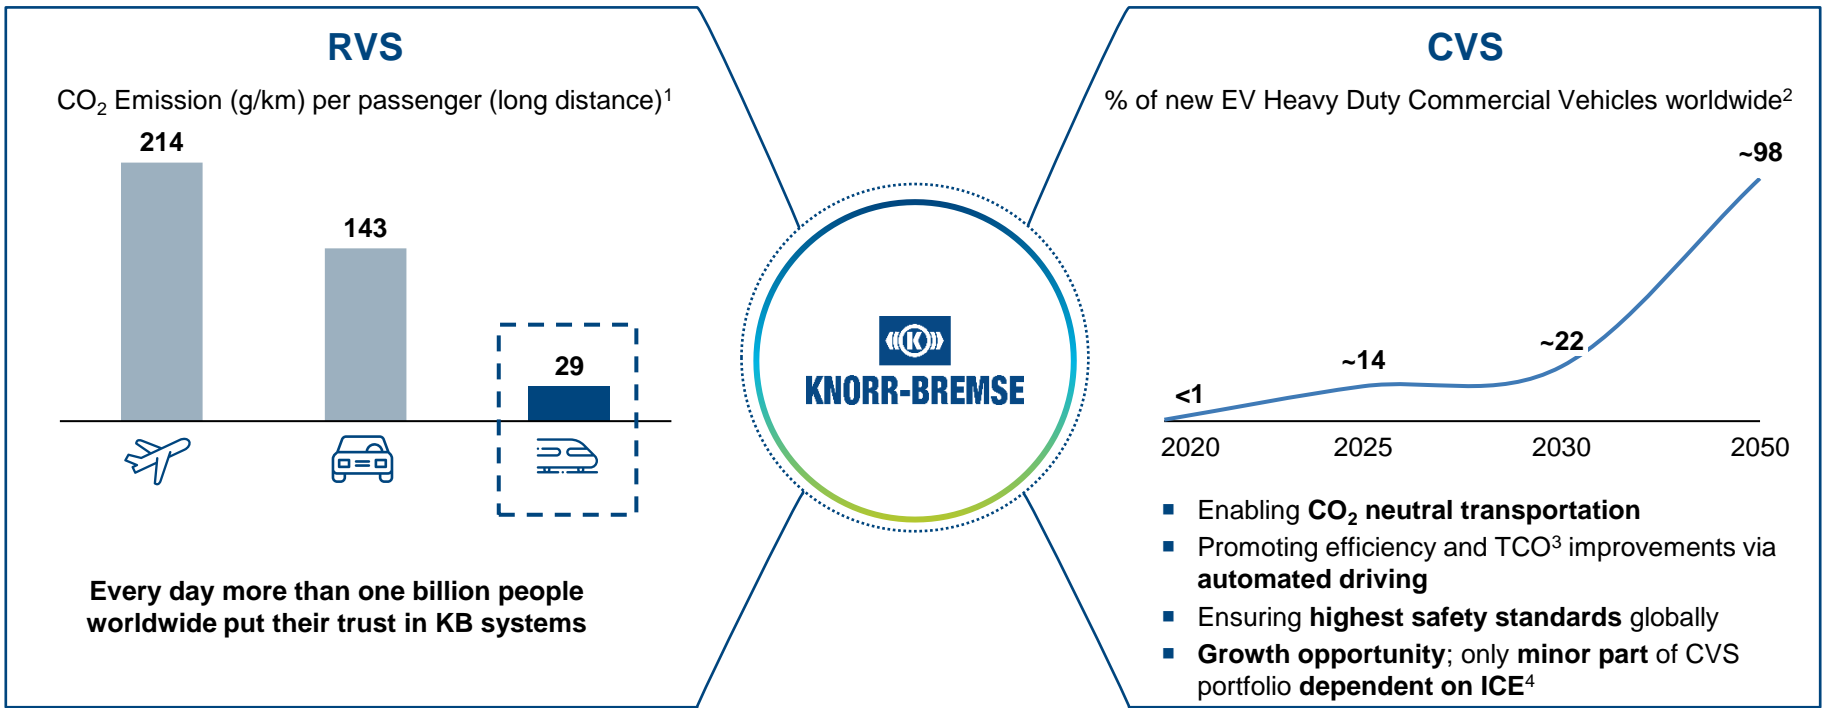 RVS
CO₂ Emission (g/km) per passenger (long distance)¹
214
143
29
Every day more than one billion people
worldwide put their trust in KB systems
K
KNORR-BREMSE
CVS
% of new EV Heavy Duty Commercial Vehicles worldwide²
~98
~22
~14
<1
2020 2025 2030 2050
■ Enabling CO₂ neutral transportation
■ Promoting efficiency and TCO³ improvements via
automated driving
■ Ensuring highest safety standards globally
■ Growth opportunity; only minor part of CVS
portfolio dependent on ICE⁴